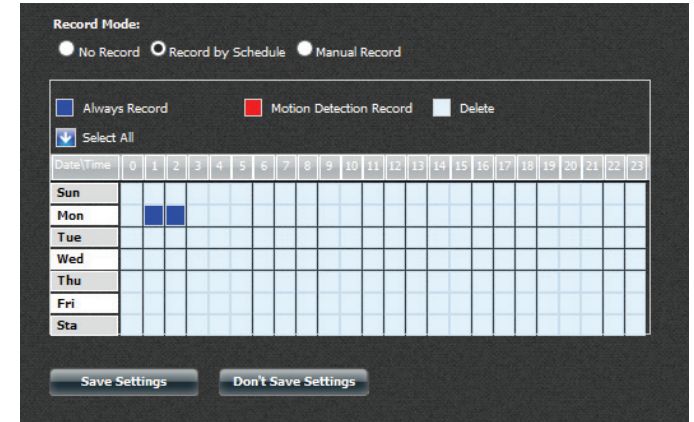 Record Mode:
No Record Record by Schedule Manual Record
Always Record Motion Detection Record Delete
Select All
Date\Time 0 1 2 3 4 5 6 7 8 9 10 11 12 13 14 15 16 17 18 19 20 21 22 23
Sun
Mon
Tue
Wed
Thu
Fri
Sta
Save Settings Don't Save Settings